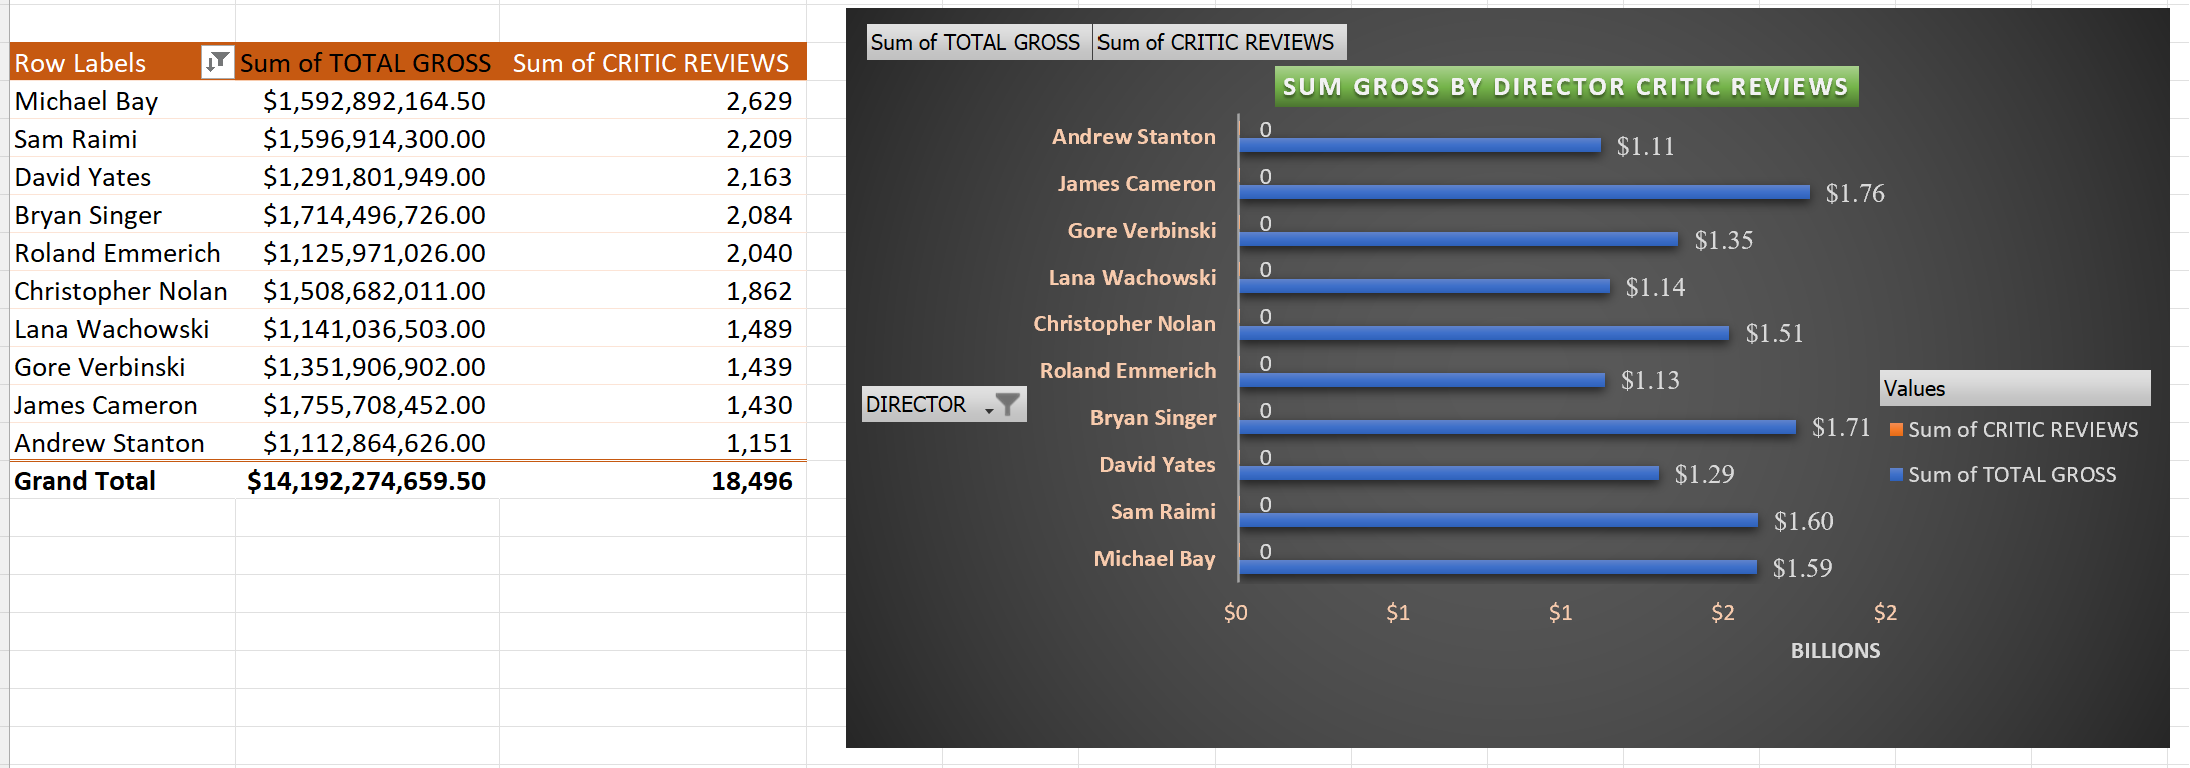 Row Labels Sum of TOTAL GROSS Sum of CRITIC REVIEWS
Michael Bay $1,592,892,164.50 2,629
Sam Raimi $1,596,914,300.00 2,209
David Yates $1,291,801,949.00 2,163
Bryan Singer $1,714,496,726.00 2,084
Roland Emmerich $1,125,971,026.00 2,040
Christopher Nolan $1,508,682,011.00 1,862
Lana Wachowski $1,141,036,503.00 1,489
Gore Verbinski $1,351,906,902.00 1,439
James Cameron $1,755,708,452.00 1,430
Andrew Stanton $1,112,864,626.00 1,151
Grand Total $14,192,274,659.50 18,496
Sum of TOTAL GROSS Sum of CRITIC REVIEWS
SUM GROSS BY DIRECTOR CRITIC REVIEWS
Andrew Stanton 0 $1.11
James Cameron 0 $1.76
Gore Verbinski 0 $1.35
Lana Wachowski 0 $1.14
Christopher Nolan 0 $1.51
Roland Emmerich 0 $1.13
Bryan Singer 0 $1.71
David Yates 0 $1.29
Sam Raimi 0 $1.60
Michael Bay 0 $1.59
$0 $1 $1 $2 $2
BILLIONS
DIRECTOR
Values
Sum of CRITIC REVIEWS
Sum of TOTAL GROSS